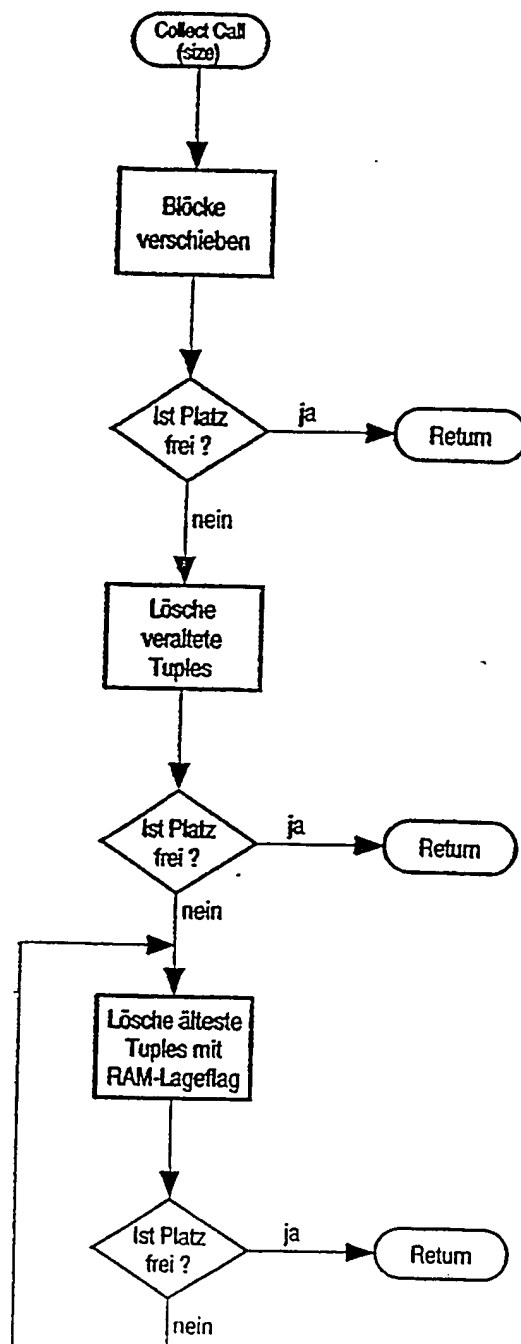 Collect Call
(size)
Blöcke
verschieben
Ist Platz
frei ?
ja
Return
nein
Lösche
veraltete
Tuples
Ist Platz
frei ?
ja
Return
nein
Lösche älteste
Tuples mit
RAM-Lageflag
Ist Platz
frei ?
ja
Return
nein